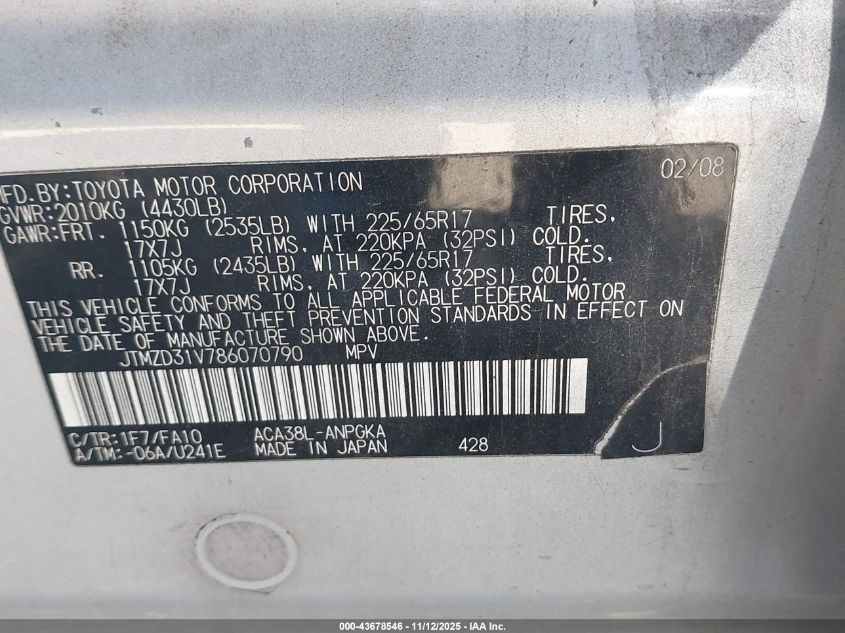 MFD. BY: TOYOTA MOTOR CORPORATION 02/08
GVWR: 2010KG (4430LB)
GAWR: FRT. 1150KG (2535LB) WITH 225/65R17 TIRES,
17X7J RIMS, AT 220KPA (32PSI) COLD.
RR. 1105KG (2435LB) WITH 225/65R17 TIRES,
17X7J RIMS, AT 220KPA (32PSI) COLD.
THIS VEHICLE CONFORMS TO ALL APPLICABLE FEDERAL MOTOR
VEHICLE SAFETY AND THEFT PREVENTION STANDARDS IN EFFECT ON
THE DATE OF MANUFACTURE SHOWN ABOVE.
JTMZD31V786070790 MPV
C/TR: 1F7/FA10 ACA38L-ANPGKA
A/TM: -06A/U241E MADE IN JAPAN 428 J
000-43678546 - 11/12/2025 - IAA Inc.